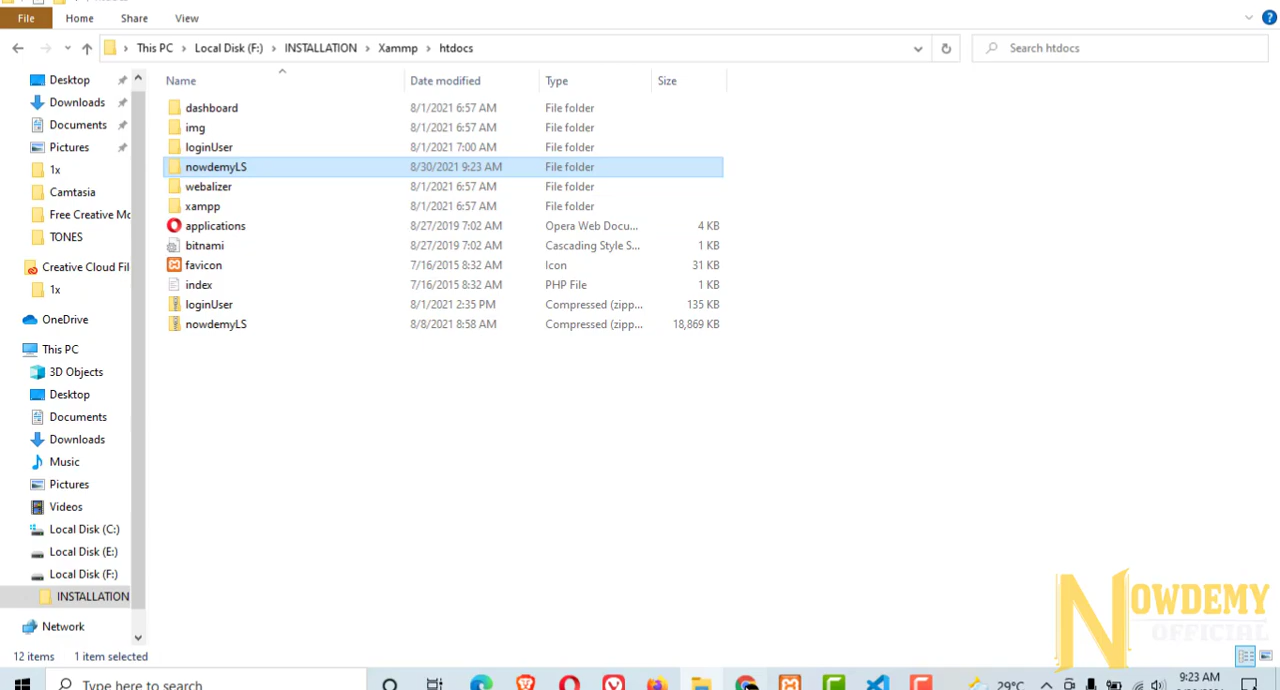 File Home Share View
This PC Local Disk (F:) INSTALLATION Xammp htdocs Search htdocs
Name Date modified Type Size
Desktop
Downloads
Documents
Pictures
1x
Camtasia
Free Creative Mc
TONES
Creative Cloud Fil
1x
OneDrive
This PC
3D Objects
Desktop
Documents
Downloads
Music
Pictures
Videos
Local Disk (C:)
Local Disk (E:)
Local Disk (F:)
INSTALLATION
Network
dashboard 8/1/2021 6:57 AM File folder
img 8/1/2021 6:57 AM File folder
loginUser 8/1/2021 7:00 AM File folder
nowdemyLS 8/30/2021 9:23 AM File folder
webalizer 8/1/2021 6:57 AM File folder
xampp 8/1/2021 6:57 AM File folder
applications 8/27/2019 7:02 AM Opera Web Docu... 4 KB
bitnami 8/27/2019 7:02 AM Cascading Style S... 1 KB
favicon 7/16/2015 8:32 AM Icon 31 KB
index 7/16/2015 8:32 AM PHP File 1 KB
loginUser 8/1/2021 2:35 PM Compressed (zipp... 135 KB
nowdemyLS 8/8/2021 8:58 AM Compressed (zipp... 18,869 KB
NOWDEMY
OFFICIAL
12 items 1 item selected
Type here to search 29°C 9:23 AM